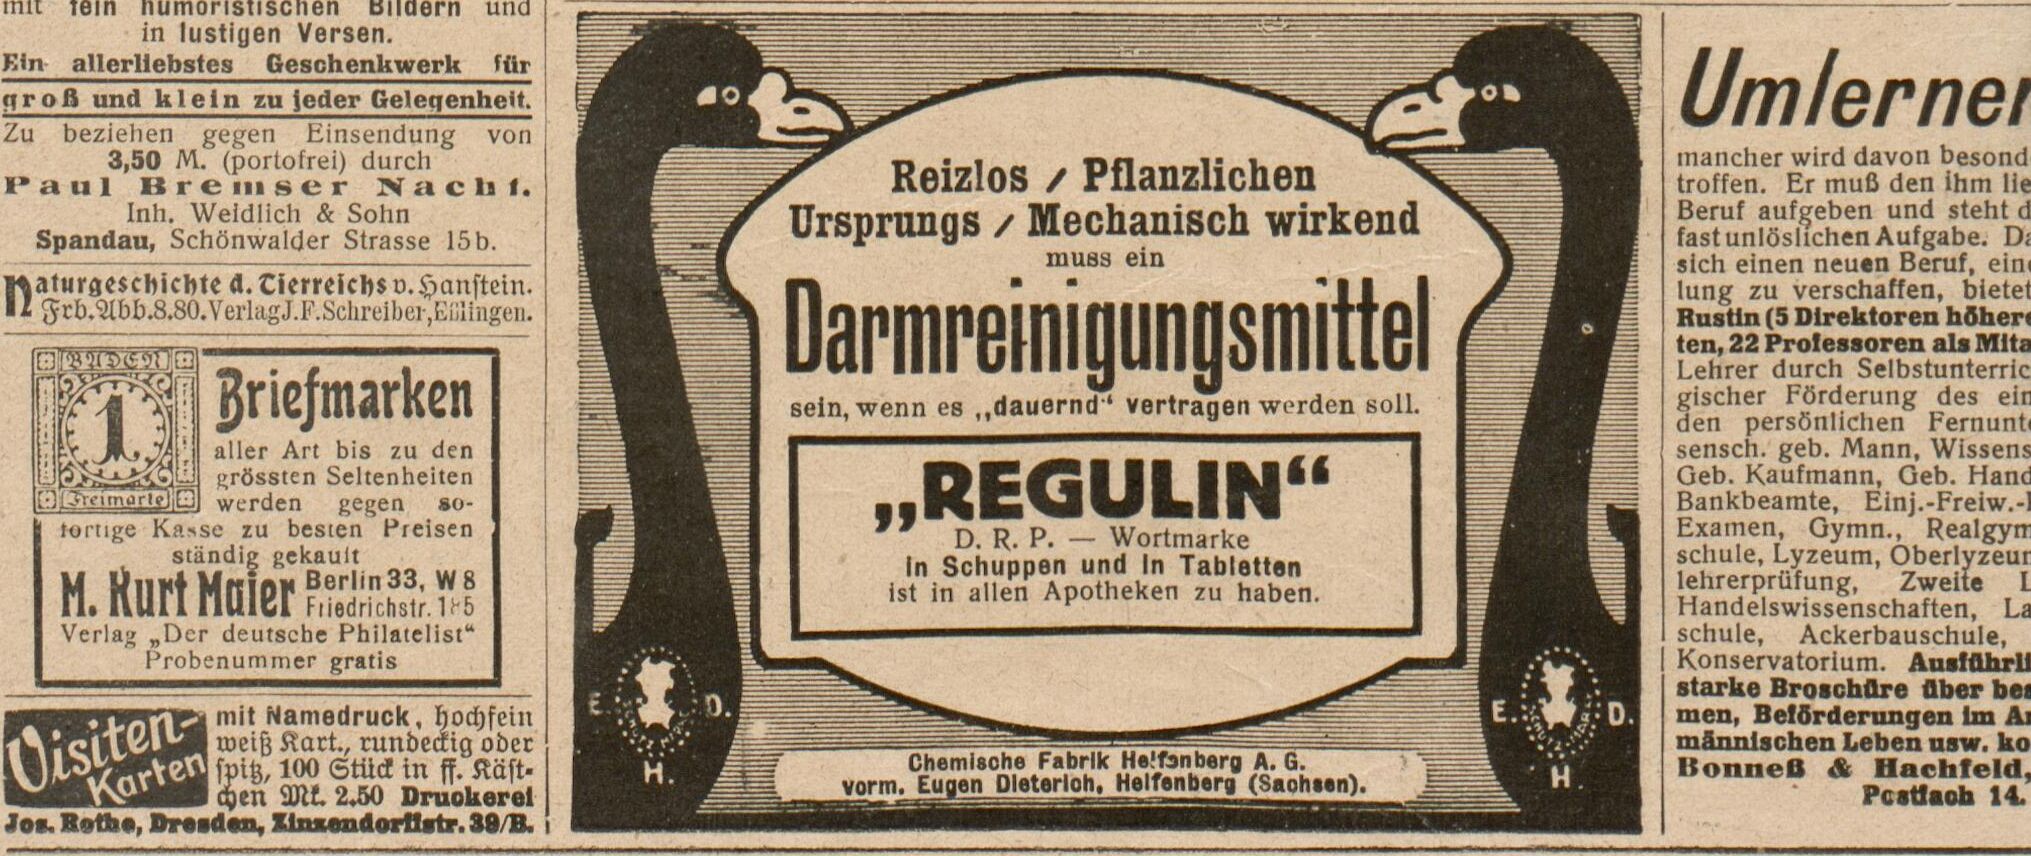 mit fein humoristischen Bildern und
in lustigen Versen.
Ein allerliebstes Geschenkwerk für
groß und klein zu jeder Gelegenheit.
Zu beziehen gegen Einsendung von
3,50 M. (portofrei) durch
Paul Bremser Nachf.
Inh. Weidlich & Sohn
Spandau, Schönwalder Strasse 15b.
Naturgeschichte d. Tierreichs v. Hanstein.
Frb. Abb. 8.80. Verlag J. F. Schreiber, Eßlingen.
BADEN
1
Freimarke
Briefmarken
aller Art bis zu den
grössten Seltenheiten
werden gegen so-
fortige Kasse zu besten Preisen
ständig gekauft
M. Kurt Maier Berlin 33, W 8
Friedrichstr. 185
Verlag „Der deutsche Philatelist“
Probenummer gratis
Visiten-
Karten
mit Namedruck, hochfein
weiß Kart., rundeckig oder
spitz, 100 Stück in ff. Käst-
chen Mk. 2.50 Druckerei
Jos. Rothe, Dresden, Zinzendorfstr. 39/B.
Reizlos / Pflanzlichen
Ursprungs / Mechanisch wirkend
muss ein
Darmreinigungsmittel
sein, wenn es „dauernd“ vertragen werden soll.
„REGULIN“
D. R. P. — Wortmarke
in Schuppen und in Tabletten
ist in allen Apotheken zu haben.
E. D.
H.
E. D.
SCHUTZ-MARKE
H.
Chemische Fabrik Helfenberg A. G.
vorm. Eugen Dieterich, Helfenberg (Sachsen).
Umlernen
mancher wird davon besond
troffen. Er muß den ihm lie
Beruf aufgeben und steht d
fast unlöslichen Aufgabe. Da
sich einen neuen Beruf, eine
lung zu verschaffen, bietet
Rustin (5 Direktoren höhere
ten, 22 Professoren als Mita
Lehrer durch Selbstunterric
gischer Förderung des ein
den persönlichen Fernunte
sensch. geb. Mann, Wissens
Geb. Kaufmann, Geb. Hand
Bankbeamte, Einj.-Freiw.-
Examen, Gymn., Realgym
schule, Lyzeum, Oberlyzeum
lehrerprüfung, Zweite L
Handelswissenschaften, La
schule, Ackerbauschule,
Konservatorium. Ausführli
starke Broschüre über bes
men, Beförderungen im A
männischen Leben usw. ko
Bonneß & Hachfeld,
Postfach 14.